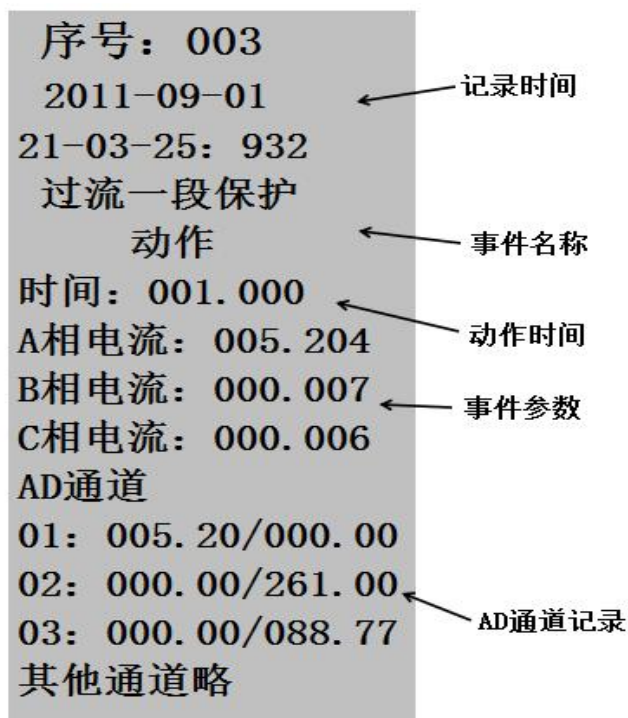 序号：003
2011-09-01
记录时间
21-03-25：932
过流一段保护
动作
事件名称
时间：001.000
动作时间
A相电流：005.204
B相电流：000.007
事件参数
C相电流：000.006
AD通道
01：005.20/000.00
02：000.00/261.00
03：000.00/088.77
AD通道记录
其他通道略